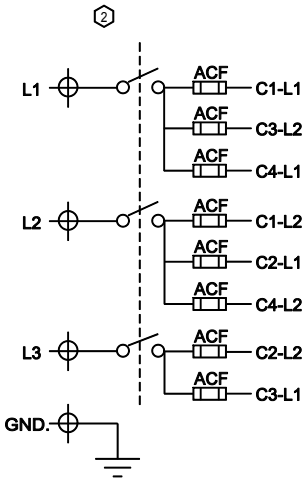 2
ACF
L1 C1-L1
ACF
C3-L2
ACF
C4-L1
ACF
L2 C1-L2
ACF
C2-L1
ACF
C4-L2
ACF
L3 C2-L2
ACF
C3-L1
GND.